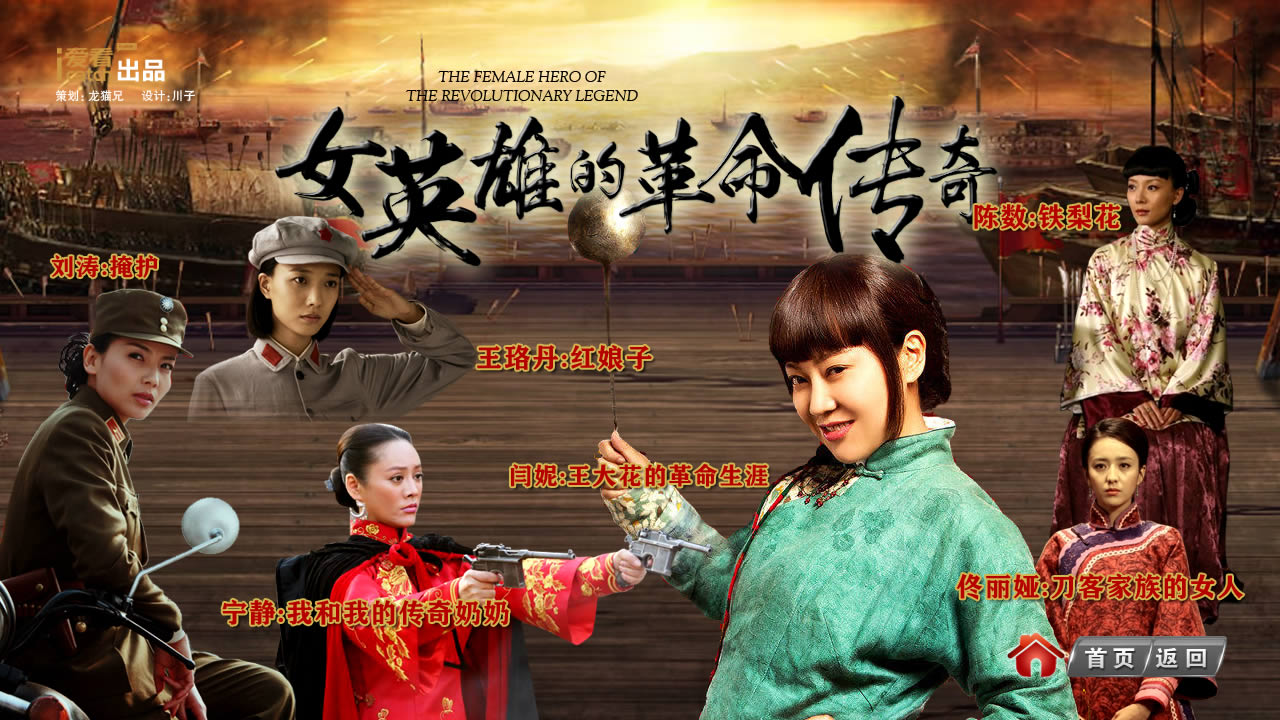 爱看
出品
策划:龙猫兄 设计:川子
THE FEMALE HERO OF
THE REVOLUTIONARY LEGEND
女英雄的革命传奇
陈数:铁梨花
刘涛:掩护
王珞丹:红娘子
闫妮:王大花的革命生涯
佟丽娅:刀客家族的女人
宁静:我和我的传奇奶奶
首页 返回